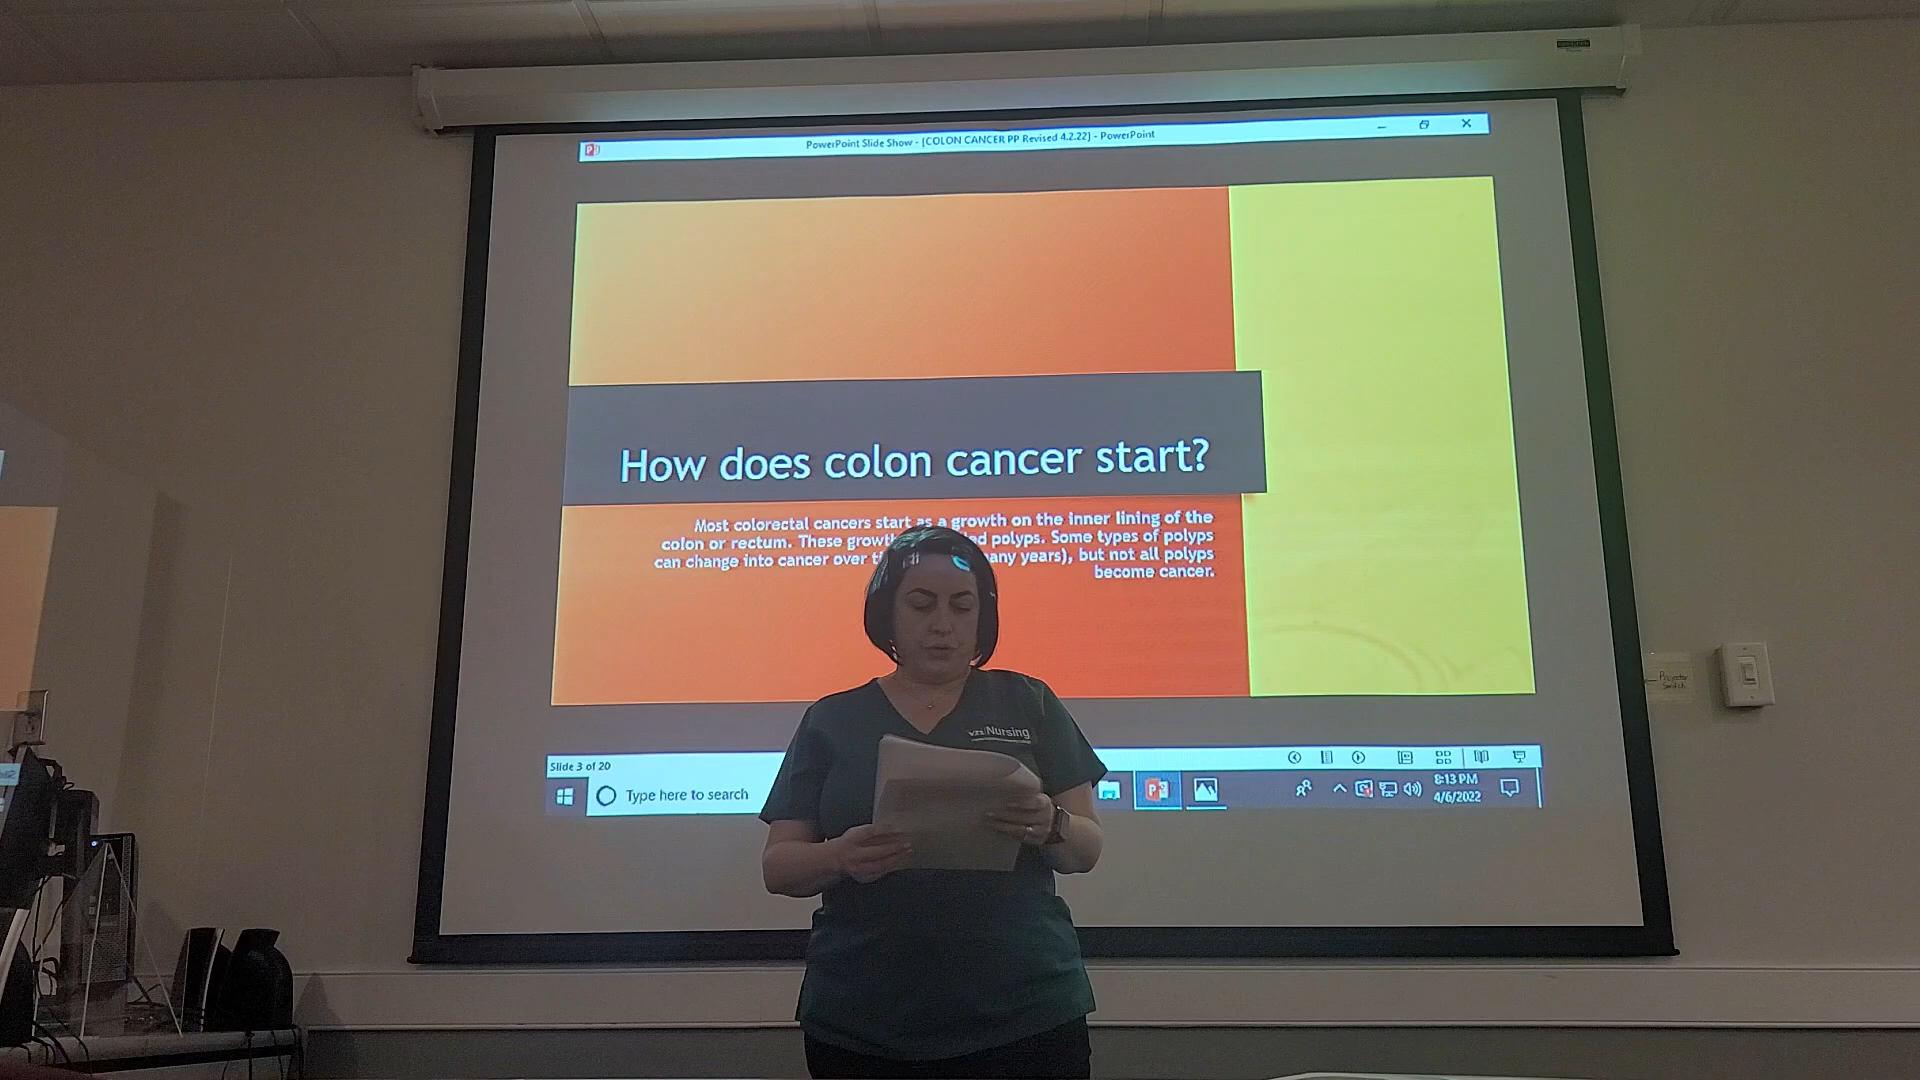 PowerPoint Slide Show - [COLON CANCER PP Revised 4.2.22] - PowerPoint
How does colon cancer start?
Most colorectal cancers start as a growth on the inner lining of the
colon or rectum. These polyps. Some types of polyps
can change into cancer over years), but not all polyps
become cancer.
Nursing
Slide 3 of 20
Type here to search
8:13 PM
4/6/2022
Projector
Switch